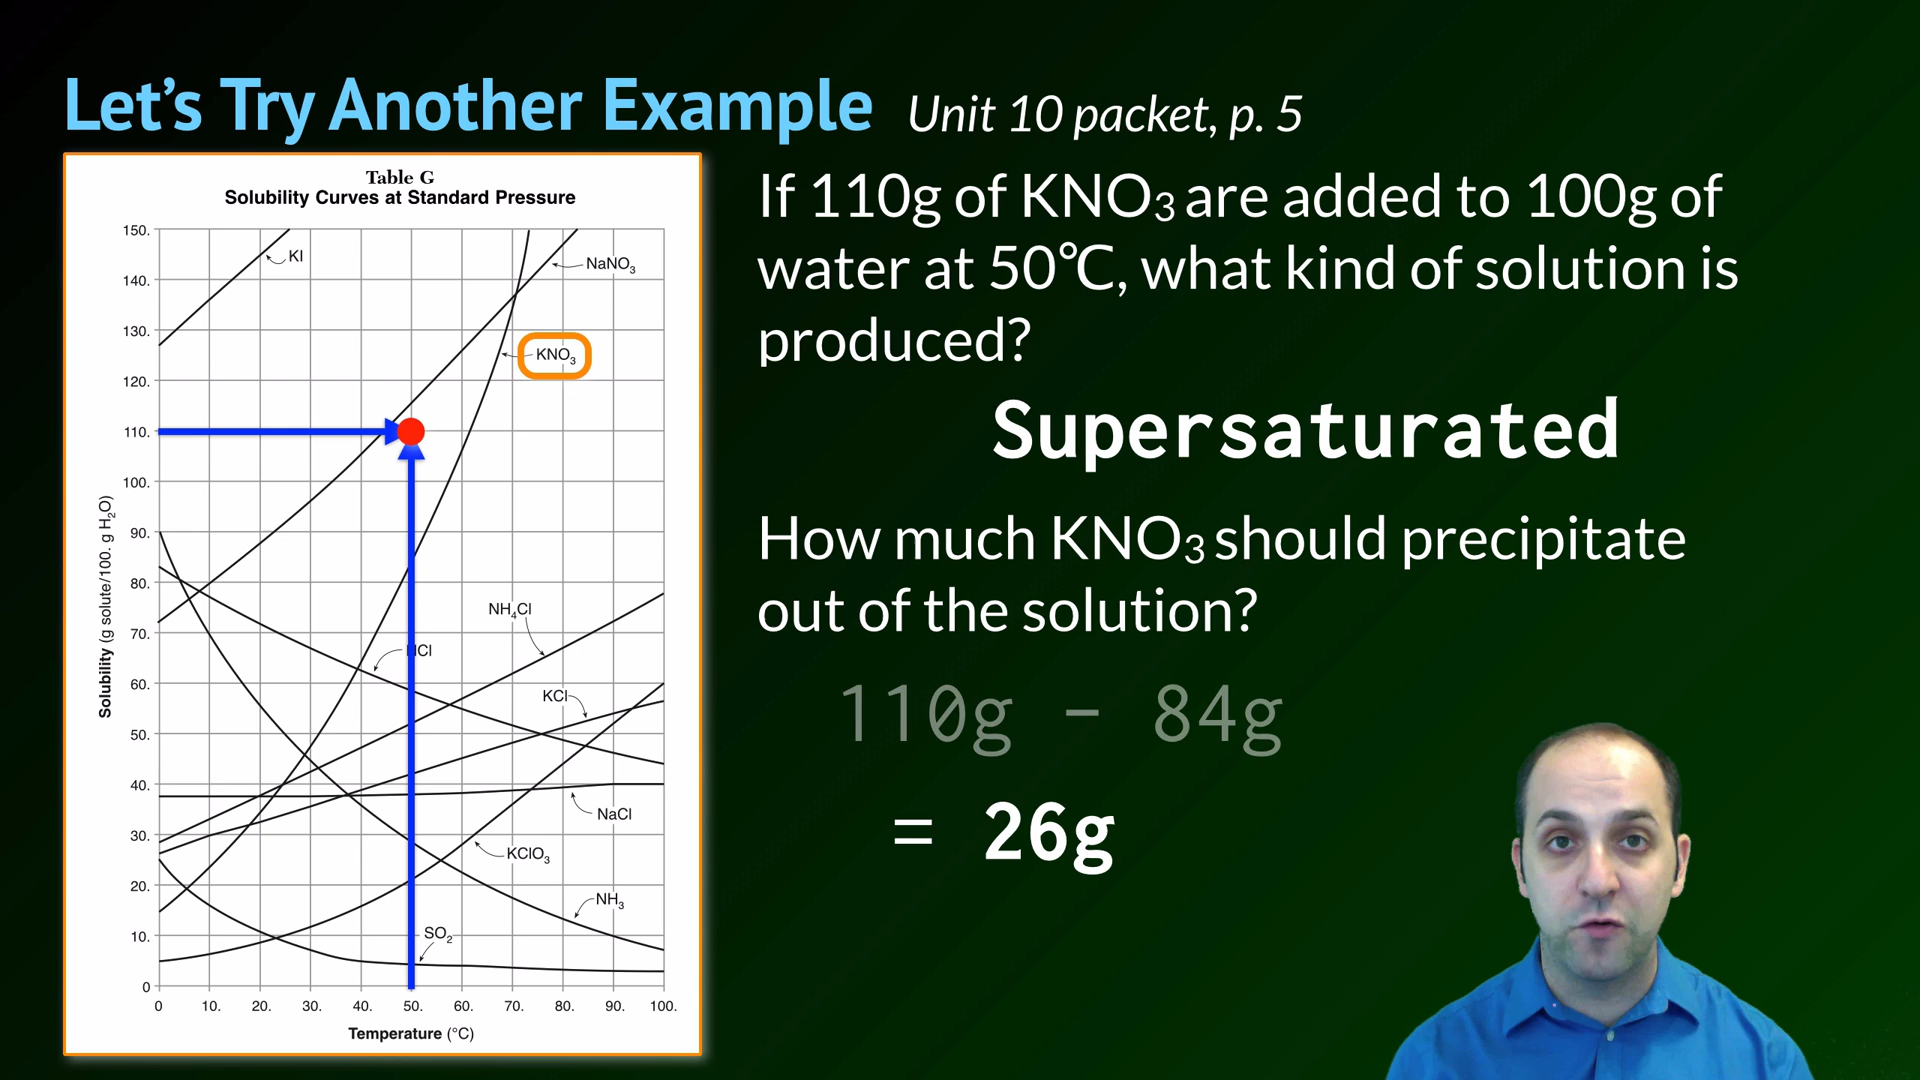 Let's Try Another Example Unit 10 packet, p. 5
Table G
Solubility Curves at Standard Pressure
150.
140.
130.
120.
110.
100.
90.
80.
70.
60.
50.
40.
30.
20.
10.
0
Solubility (g solute/100. g H₂O)
KI
NaNO₃
KNO₃
NH₄Cl
HCl
KCl
NaCl
KClO₃
NH₃
SO₂
0 10. 20. 30. 40. 50. 60. 70. 80. 90. 100.
Temperature (°C)
If 110g of KNO₃ are added to 100g of
water at 50℃, what kind of solution is
produced?
Supersaturated
How much KNO₃ should precipitate
out of the solution?
110g - 84g
= 26g